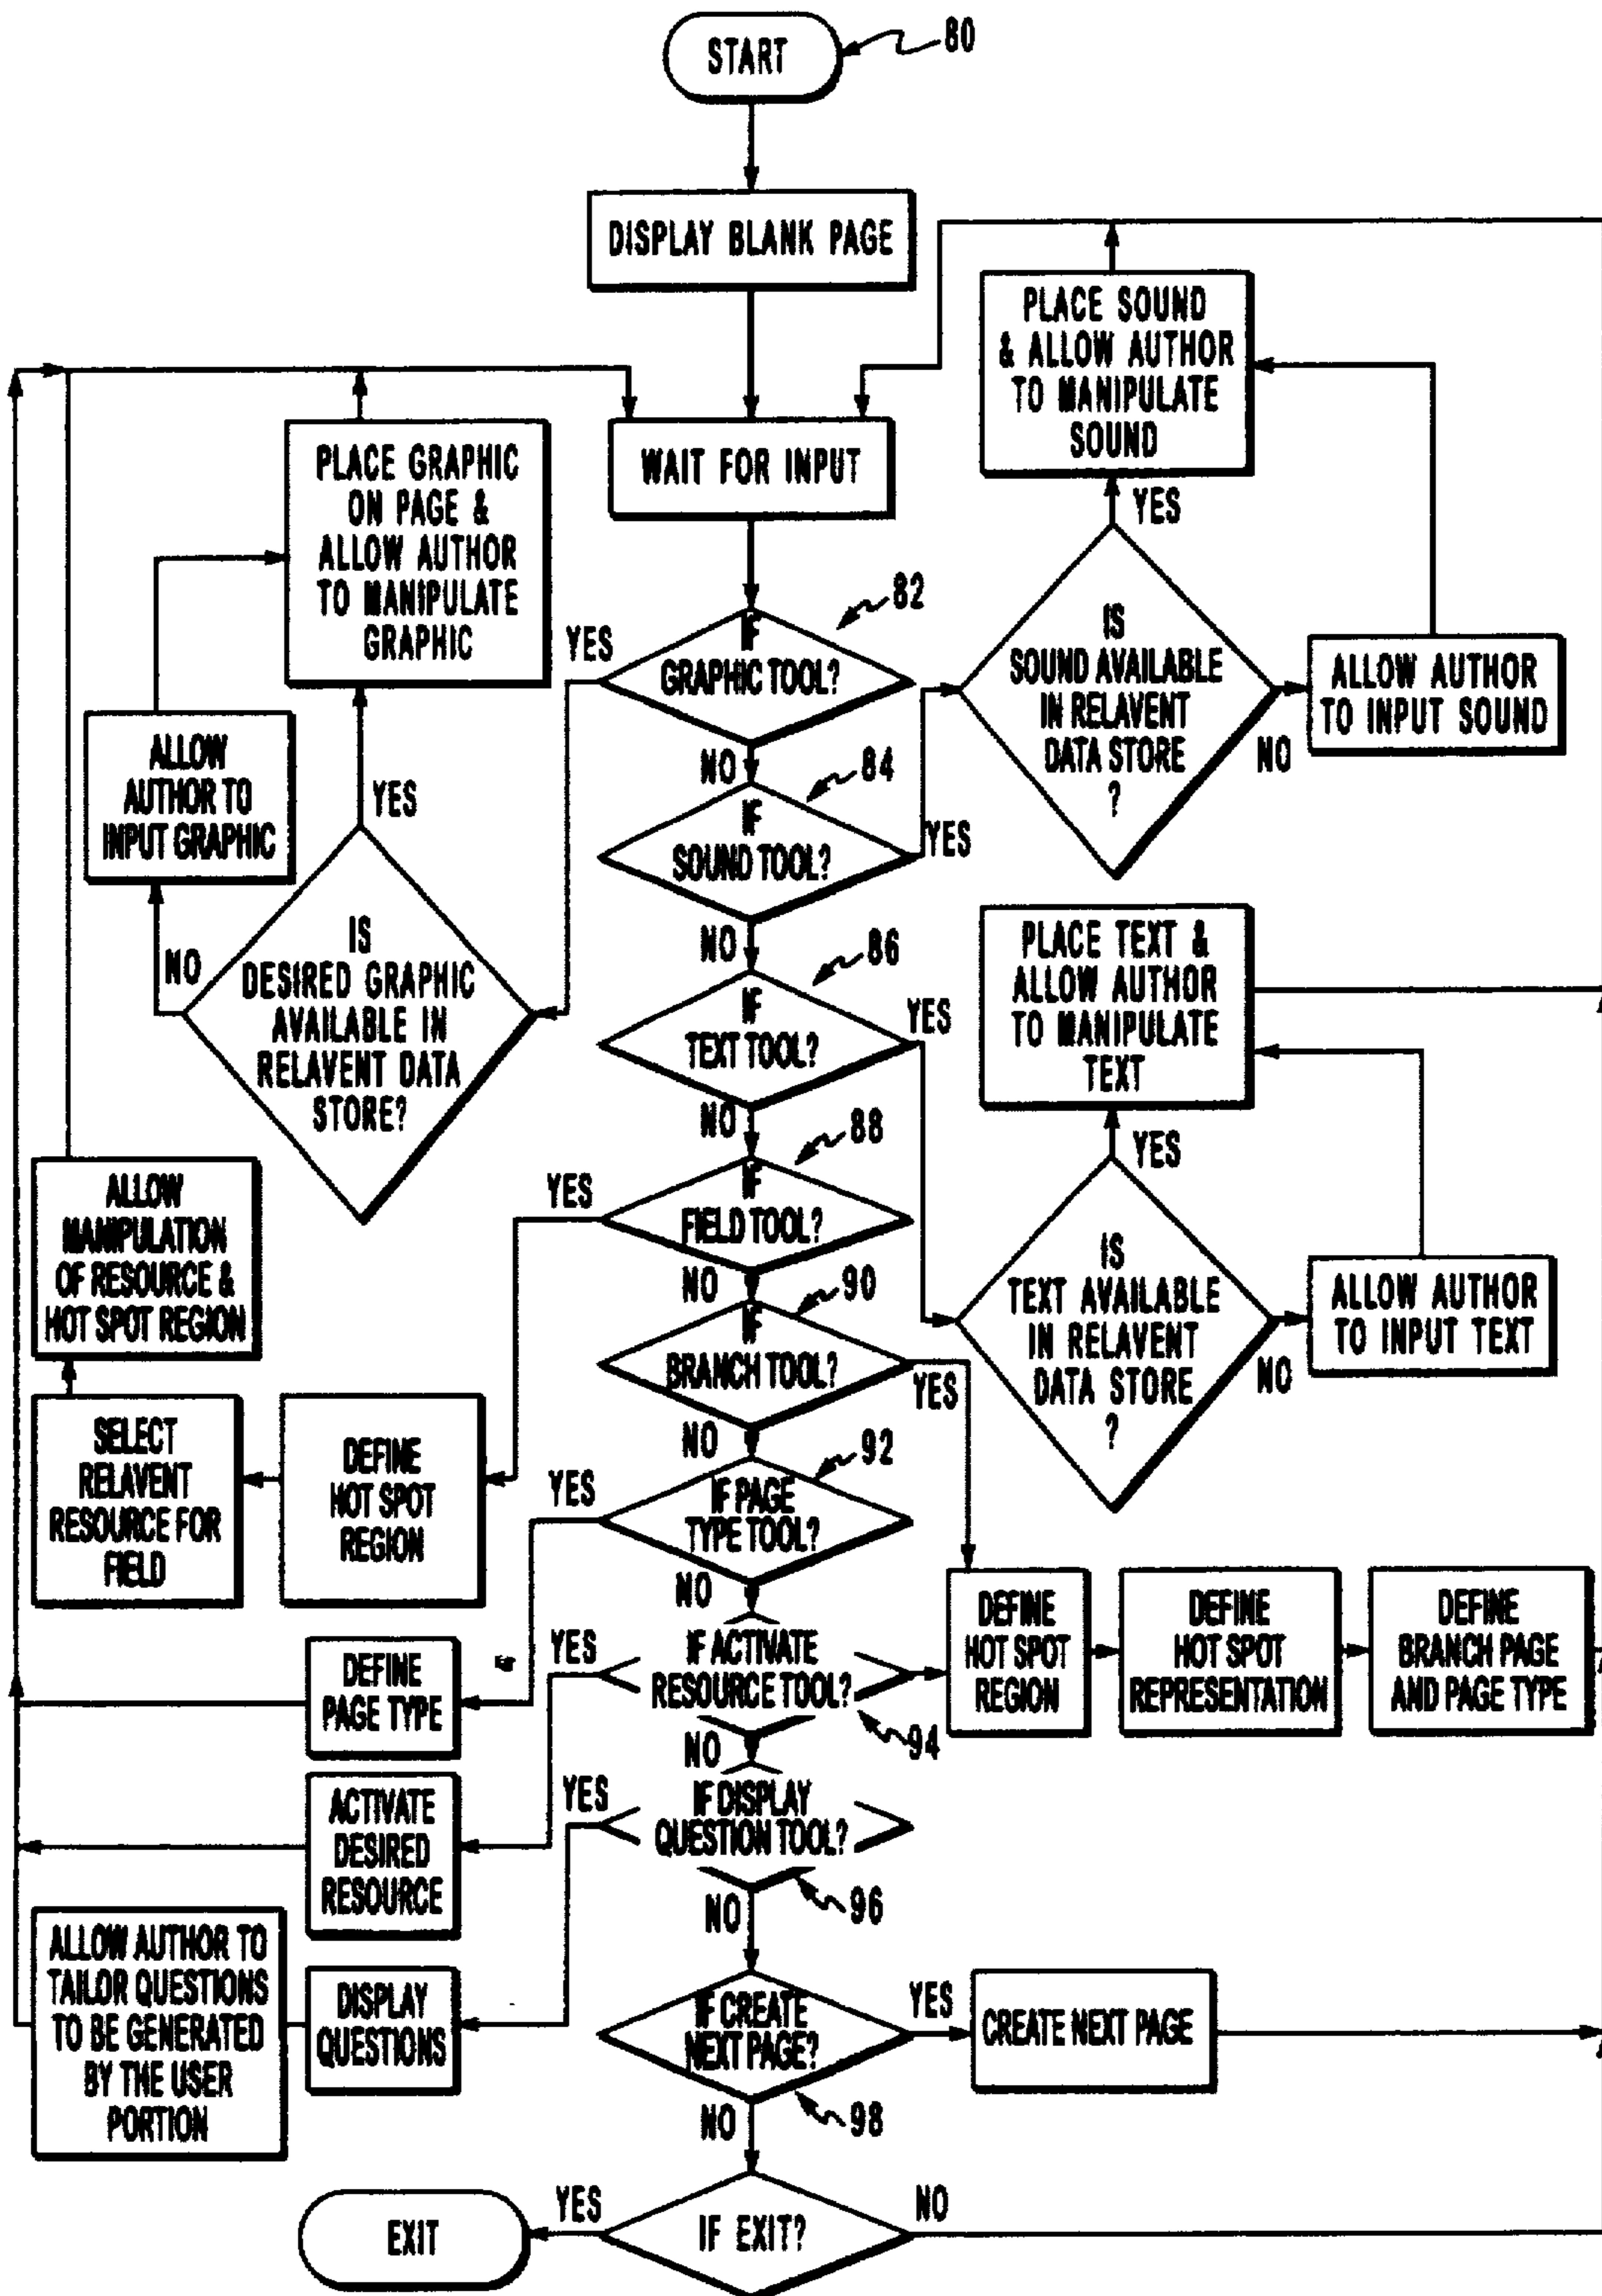 START
80
DISPLAY BLANK PAGE
WAIT FOR INPUT
PLACE SOUND
& ALLOW AUTHOR
TO MANIPULATE
SOUND
PLACE GRAPHIC
ON PAGE &
ALLOW AUTHOR
TO MANIPULATE
GRAPHIC
YES
82
IF
GRAPHIC TOOL?
YES
NO
IS
SOUND AVAILABLE
IN RELAVENT
DATA STORE
?
NO
ALLOW AUTHOR
TO INPUT SOUND
ALLOW
AUTHOR TO
INPUT GRAPHIC
YES
84
IF
SOUND TOOL?
YES
NO
NO
IS
DESIRED GRAPHIC
AVAILABLE IN
RELAVENT DATA
STORE?
86
IF
TEXT TOOL?
YES
NO
PLACE TEXT &
ALLOW AUTHOR
TO MANIPULATE
TEXT
YES
88
IF
FIELD TOOL?
YES
NO
ALLOW
MANIPULATION
OF RESOURCE &
HOT SPOT REGION
IS
TEXT AVAILABLE
IN RELAVENT
DATA STORE
?
NO
ALLOW AUTHOR
TO INPUT TEXT
90
IF
BRANCH TOOL?
YES
NO
SELECT
RELAVENT
RESOURCE FOR
FIELD
DEFINE
HOT SPOT
REGION
92
IF PAGE
TYPE TOOL?
YES
NO
DEFINE
HOT SPOT
REGION
DEFINE
HOT SPOT
REPRESENTATION
DEFINE
BRANCH PAGE
AND PAGE TYPE
DEFINE
PAGE TYPE
YES
IF ACTIVATE
RESOURCE TOOL?
94
NO
ACTIVATE
DESIRED
RESOURCE
YES
IF DISPLAY
QUESTION TOOL?
96
NO
ALLOW AUTHOR TO
TAILOR QUESTIONS
TO BE GENERATED
BY THE USER
PORTION
DISPLAY
QUESTIONS
IF CREATE
NEXT PAGE?
YES
CREATE NEXT PAGE
98
NO
EXIT
YES
IF EXIT?
NO